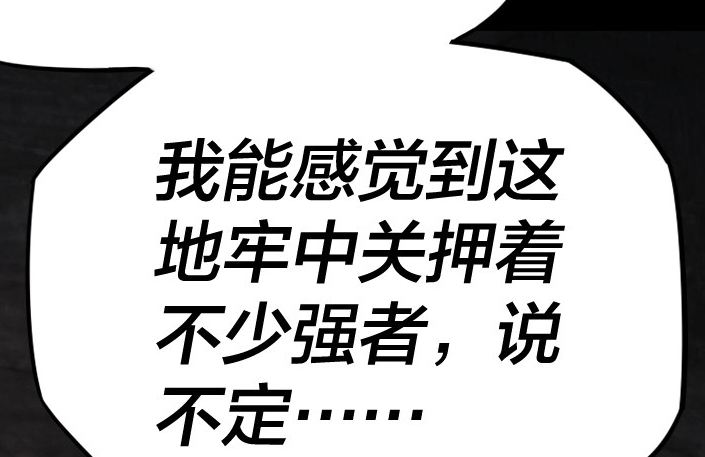 我能感觉到这
地牢中关押着
不少强者，说
不定……